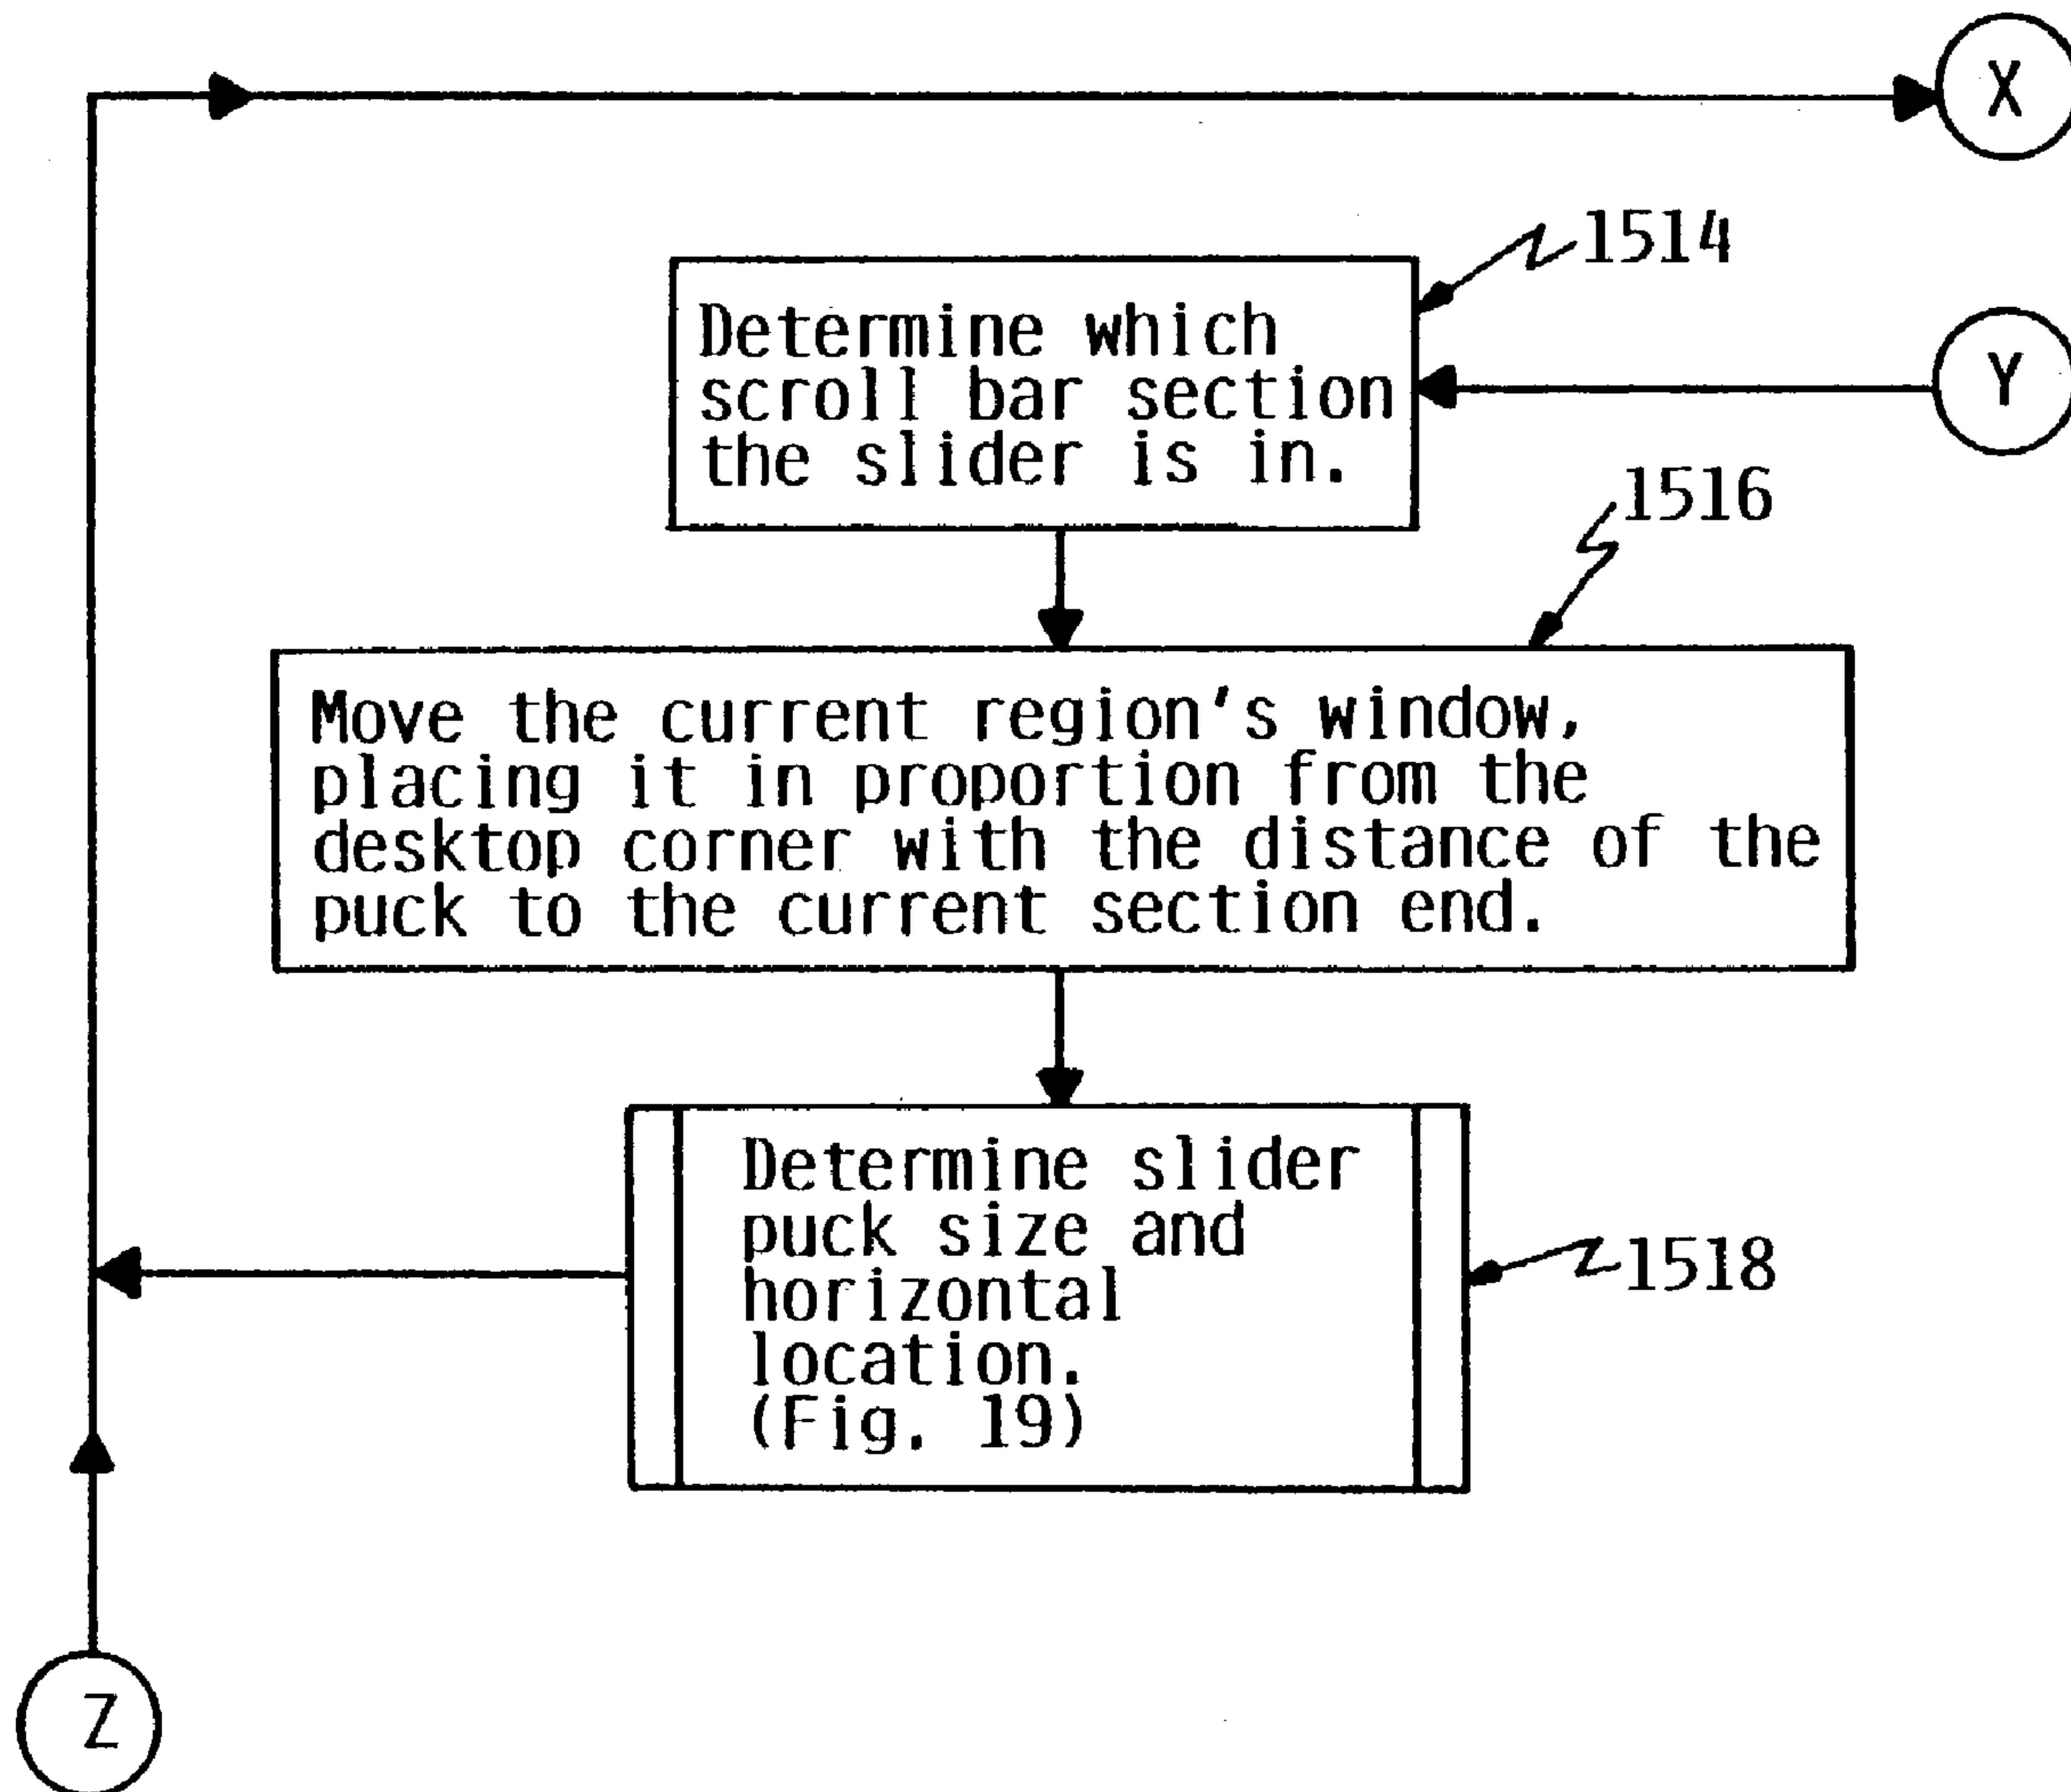 X
1514
Determine which
scroll bar section
the slider is in.
Y
1516
Move the current region's window,
placing it in proportion from the
desktop corner with the distance of the
puck to the current section end.
Determine slider
puck size and
horizontal
location.
(Fig. 19)
1518
Z